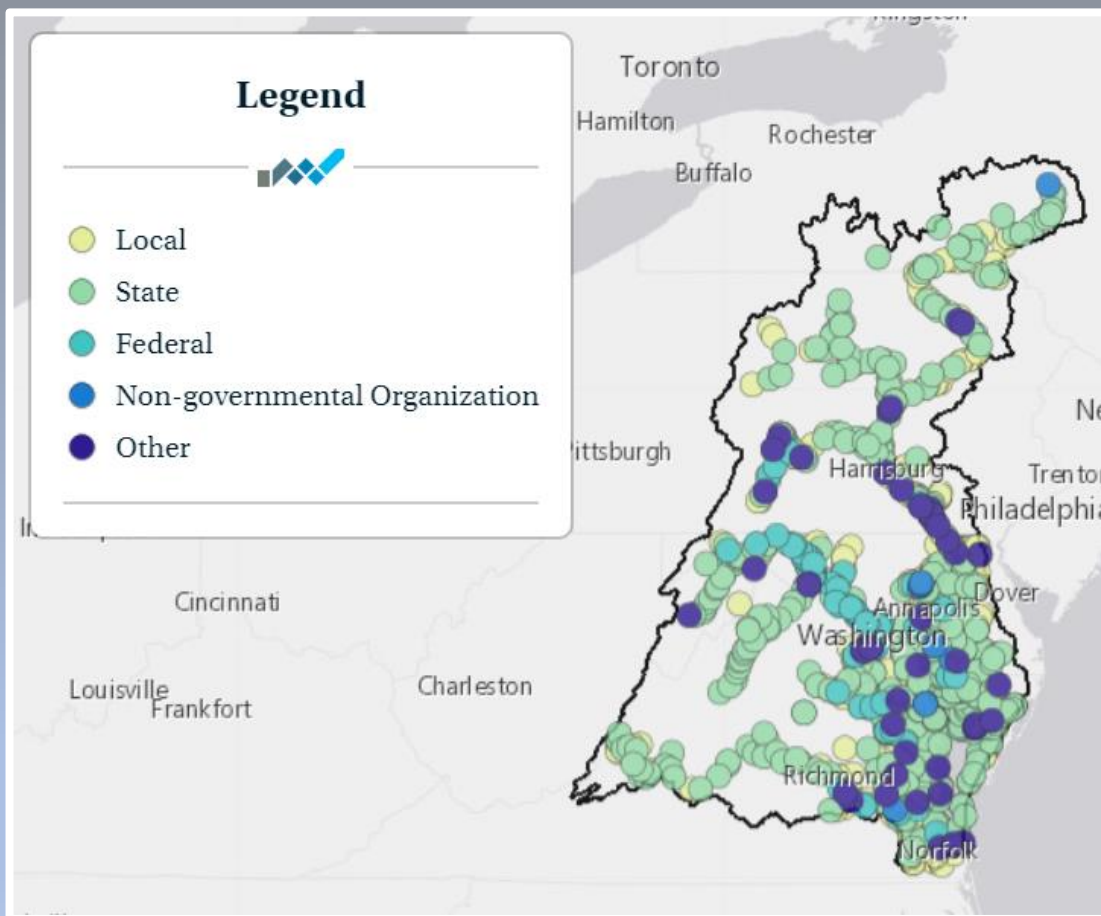 Legend
Local
State
Federal
Non-governmental Organization
Other
Toronto
Hamilton
Rochester
Buffalo
Pittsburgh
Harrisburg
Trenton
Philadelphia
Cincinnati
Dover
Annapolis
Washington
Louisville
Frankfort
Charleston
Richmond
Norfolk